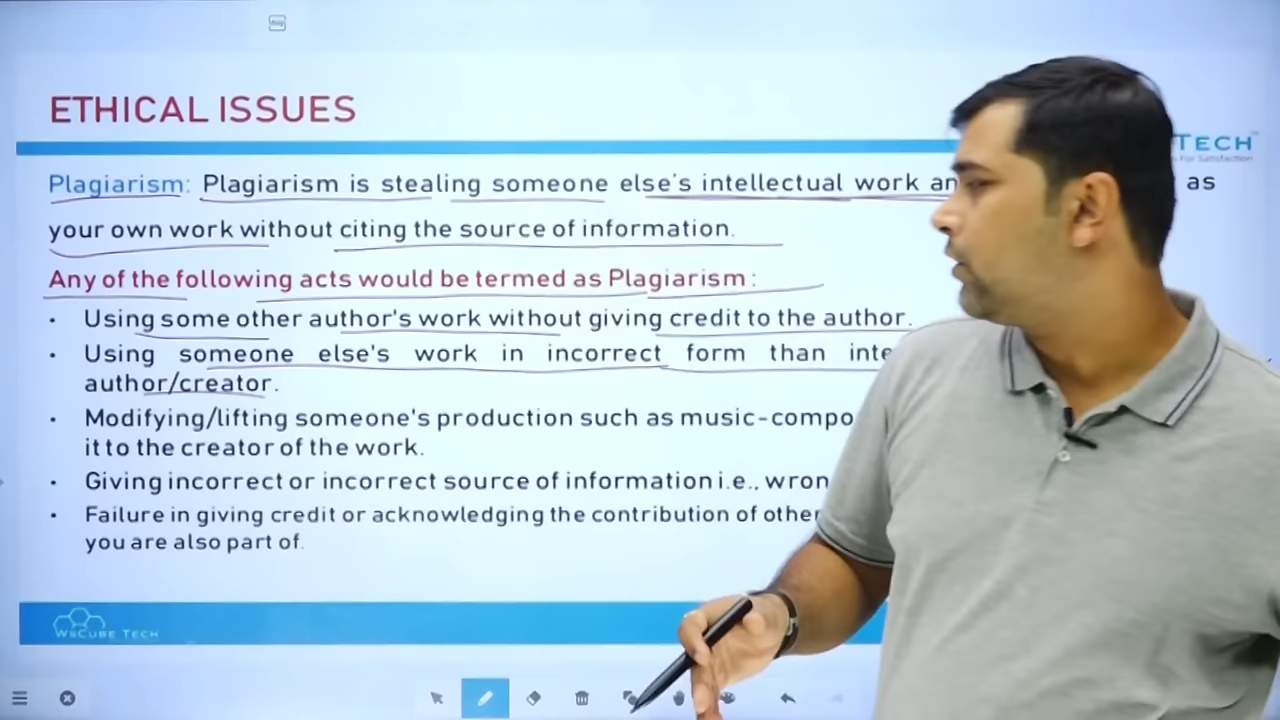 ETHICAL ISSUES
TECH
n For Satisfaction
Plagiarism: Plagiarism is stealing someone else's intellectual work an as
your own work without citing the source of information.
Any of the following acts would be termed as Plagiarism :
• Using some other author's work without giving credit to the author.
• Using someone else's work in incorrect form than inte
author/creator.
• Modifying/lifting someone's production such as music-compo
it to the creator of the work.
• Giving incorrect or incorrect source of information i.e., wron
• Failure in giving credit or acknowledging the contribution of other
you are also part of.
WSCUBE TECH